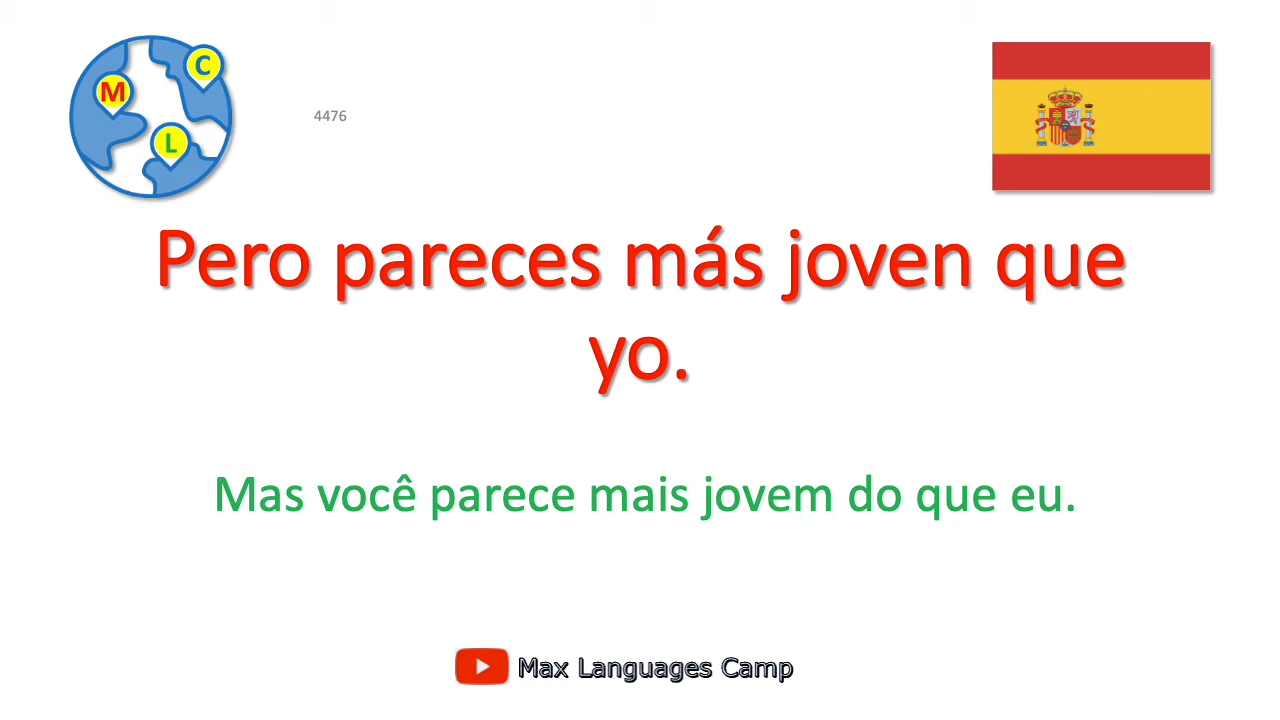 C
M
L
4476
Pero pareces más joven que
yo.
Mas você parece mais jovem do que eu.
Max Languages Camp